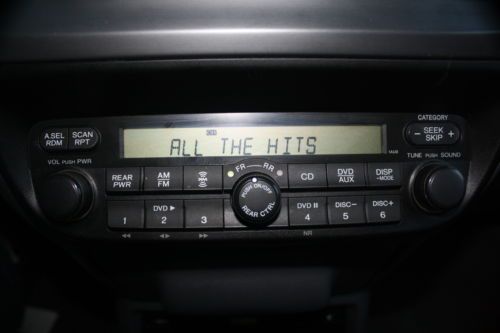 CATEGORY
A.SEL RDM
SCAN RPT
ALL THE HITS
− SEEK SKIP +
VOL PUSH PWR
TUNE PUSH SOUND
FR RR
REAR PWR
AM FM
CD
DVD AUX
DISP MODE
PUSH ON/OFF
REAR CTRL
1
DVD ▶ 2
3
DVD II 4
DISC− 5
DISC+ 6
NR